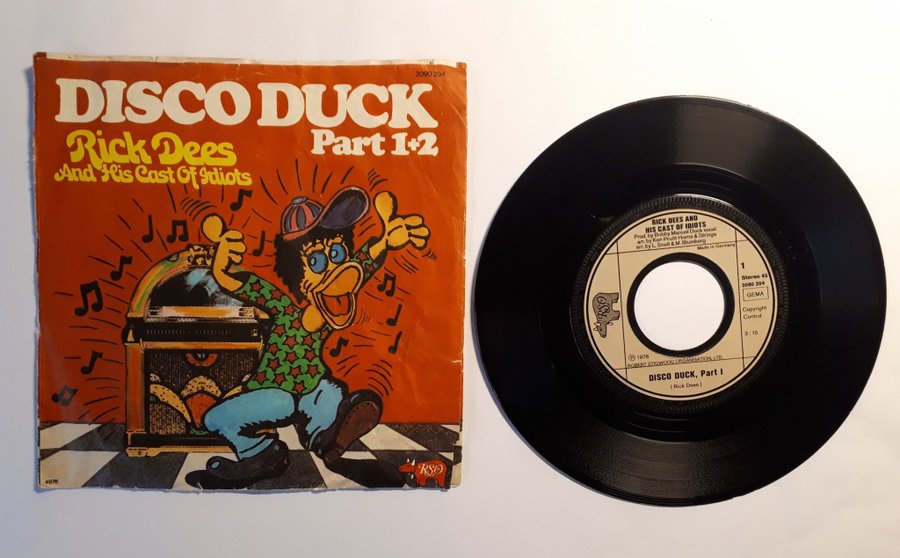 2090 204
DISCO DUCK
Part 1+2
Rick Dees
And His Cast Of Idiots
RSO
4976
RICK DEES AND
HIS CAST OF IDIOTS
Prod. by Bobby Manuel Duck vocal
arr. by Ken Pruitt Horns & Strings
arr. by L. Snell & M. Blumberg
Made in Germany
1
Stereo 45
2090 204
GEMA
RSO
Copyright
Control
3:15
℗ 1976
ROBERT STIGWOOD ORGANISATION LTD.
DISCO DUCK, Part I
(Rick Dees)